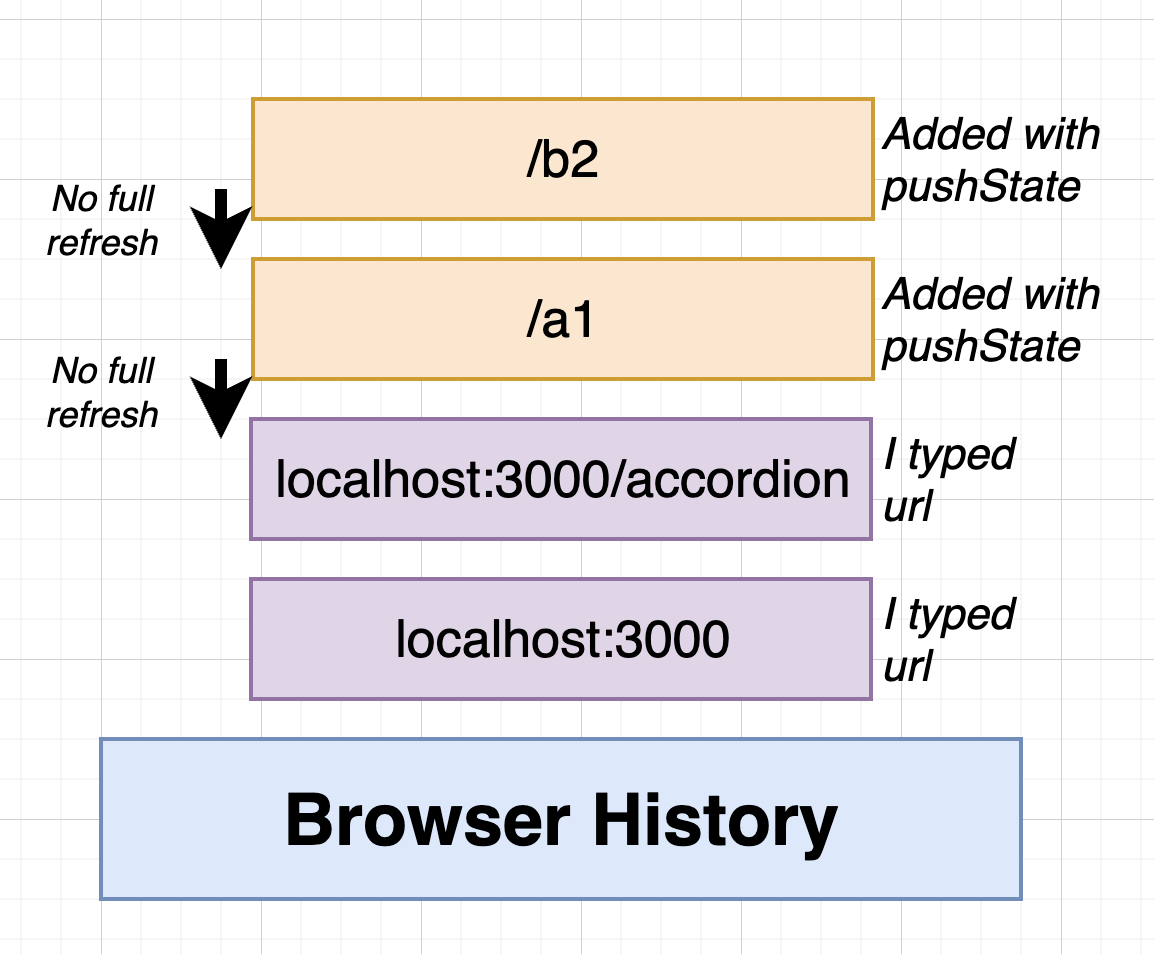 /b2
Added with
pushState
No full
refresh
/a1
Added with
pushState
No full
refresh
localhost:3000/accordion
I typed
url
localhost:3000
I typed
url
Browser History